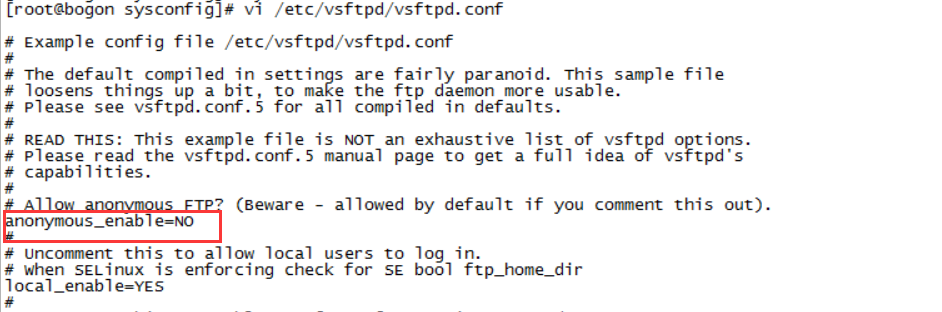 [root@bogon sysconfig]# vi /etc/vsftpd/vsftpd.conf
# Example config file /etc/vsftpd/vsftpd.conf
#
# The default compiled in settings are fairly paranoid. This sample file
# loosens things up a bit, to make the ftp daemon more usable.
# Please see vsftpd.conf.5 for all compiled in defaults.
#
# READ THIS: This example file is NOT an exhaustive list of vsftpd options.
# Please read the vsftpd.conf.5 manual page to get a full idea of vsftpd's
# capabilities.
#
# Allow anonymous FTP? (Beware - allowed by default if you comment this out).
anonymous_enable=NO
#
# Uncomment this to allow local users to log in.
# When SELinux is enforcing check for SE bool ftp_home_dir
local_enable=YES
#